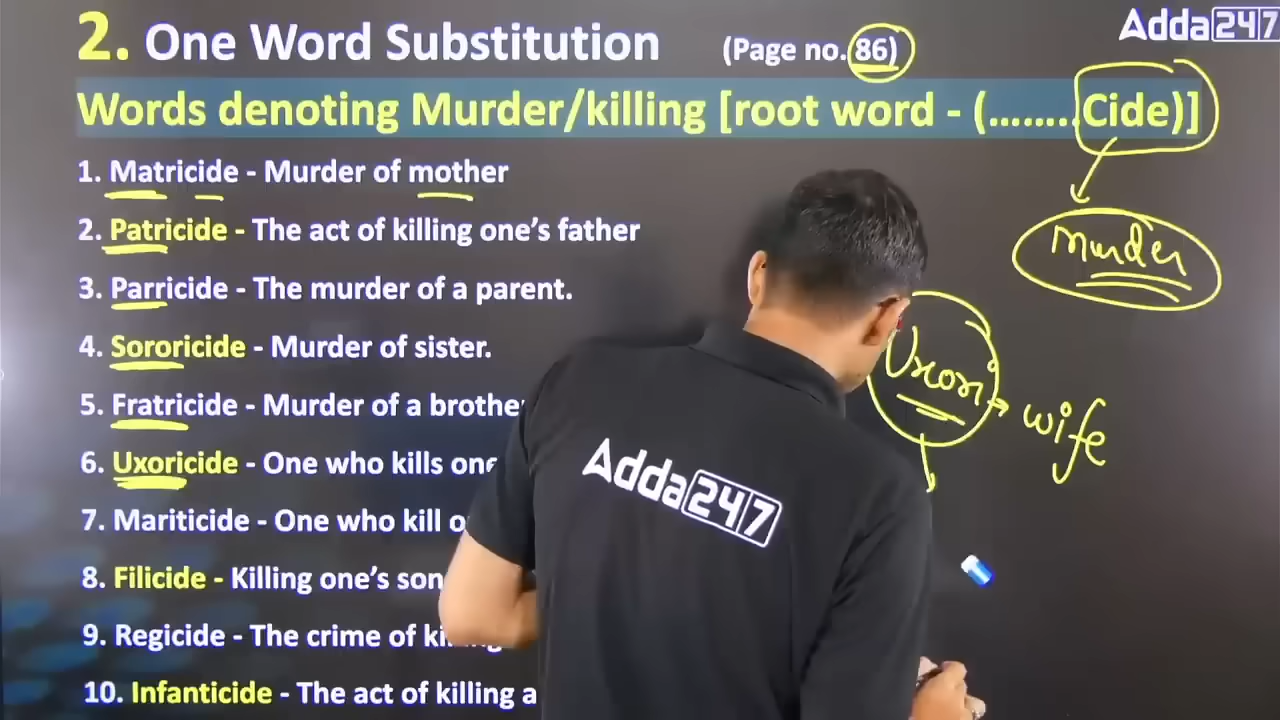 2. One Word Substitution (Page no. 86)
Adda247
Words denoting Murder/killing [root word - (........Cide)]
1. Matricide - Murder of mother
2. Patricide - The act of killing one's father
Murder
3. Parricide - The murder of a parent.
4. Sororicide - Murder of sister.
Uxori
5. Fratricide - Murder of a brother
wife
6. Uxoricide - One who kills one
Adda247
7. Mariticide - One who kill o
8. Filicide - Killing one's son
9. Regicide - The crime of killing
10. Infanticide - The act of killing a